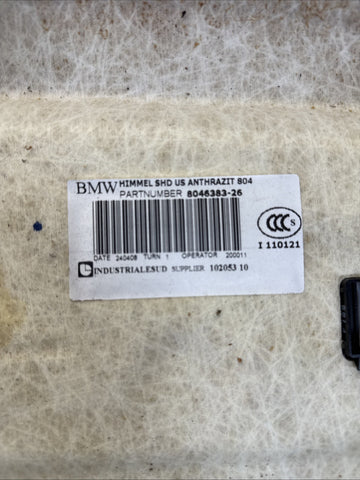 BMW HIMMEL SHD US ANTHRAZIT 804
PARTNUMBER 8046383-26
CCC S
I 110121
DATE 240408 TURN 1 OPERATOR 200011
INDUSTRIALESUD SUPPLIER 102053 10